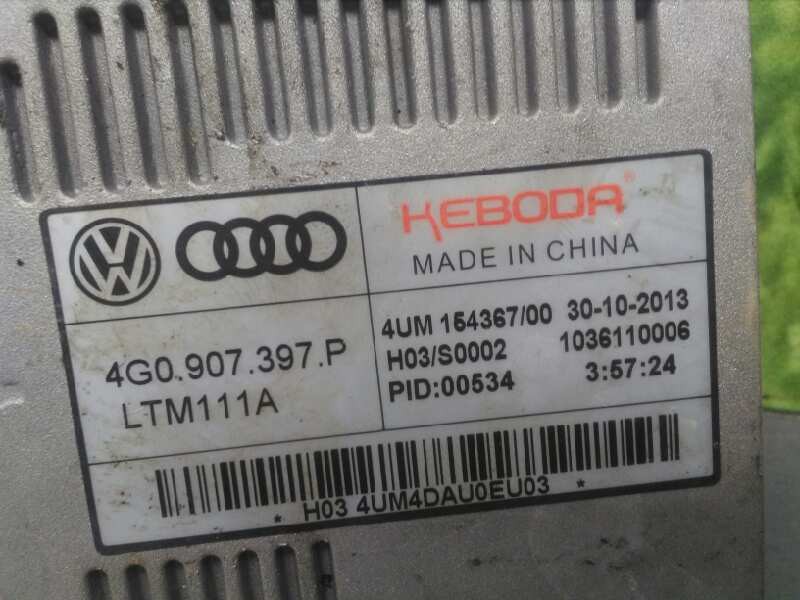 KEBODA®
MADE IN CHINA
4G0.907.397.P
LTM111A
4UM 154367/00 30-10-2013
H03/S0002 1036110006
PID:00534 3:57:24
* H03 4UM4DAU0EU03 *